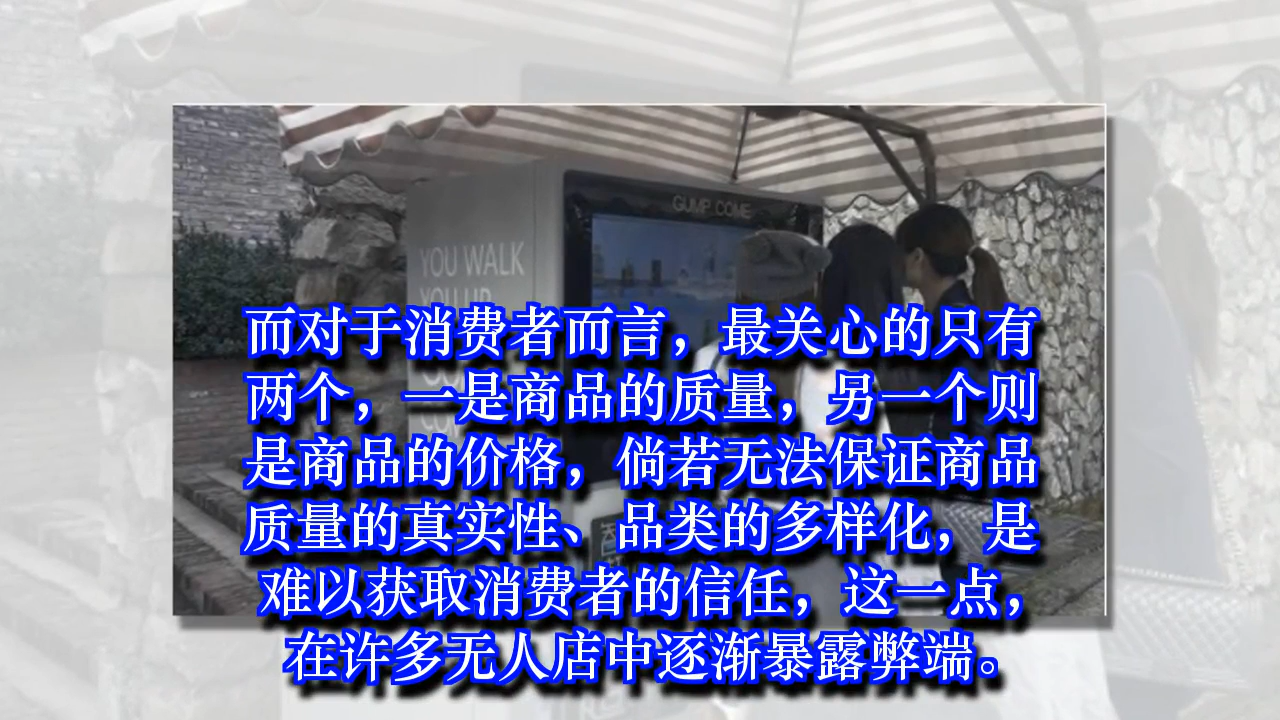 GUMP COME
YOU WALK
YOU UP
而对于消费者而言，最关心的只有
两个，一是商品的质量，另一个则
是商品的价格，倘若无法保证商品
质量的真实性、品类的多样化，是
难以获取消费者的信任，这一点，
在许多无人店中逐渐暴露弊端。